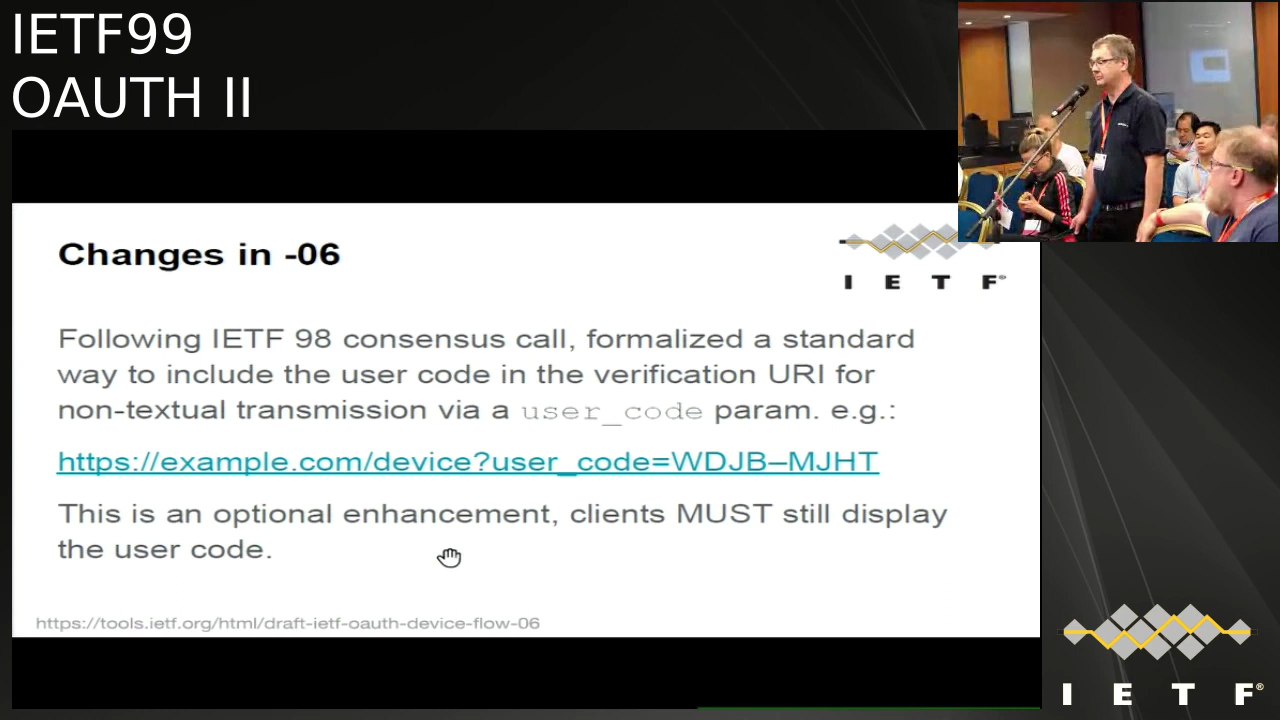 IETF99
OAUTH II
Changes in -06
I E T F®
Following IETF 98 consensus call, formalized a standard
way to include the user code in the verification URI for
non-textual transmission via a user_code param. e.g.:
https://example.com/device?user_code=WDJB–MJHT
This is an optional enhancement, clients MUST still display
the user code.
https://tools.ietf.org/html/draft-ietf-oauth-device-flow-06
I E T F®